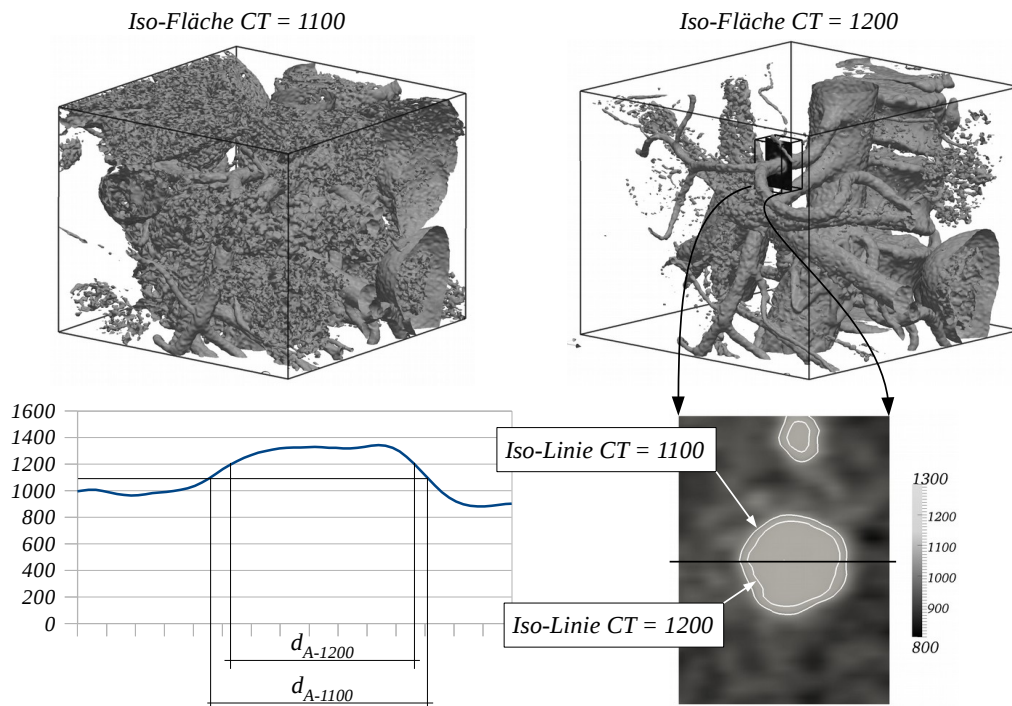 Iso-Fläche CT = 1100
Iso-Fläche CT = 1200
1600
1400
1200
1000
800
600
400
200
0
d_A-1200
d_A-1100
Iso-Linie CT = 1100
Iso-Linie CT = 1200
1300
1200
1100
1000
900
800